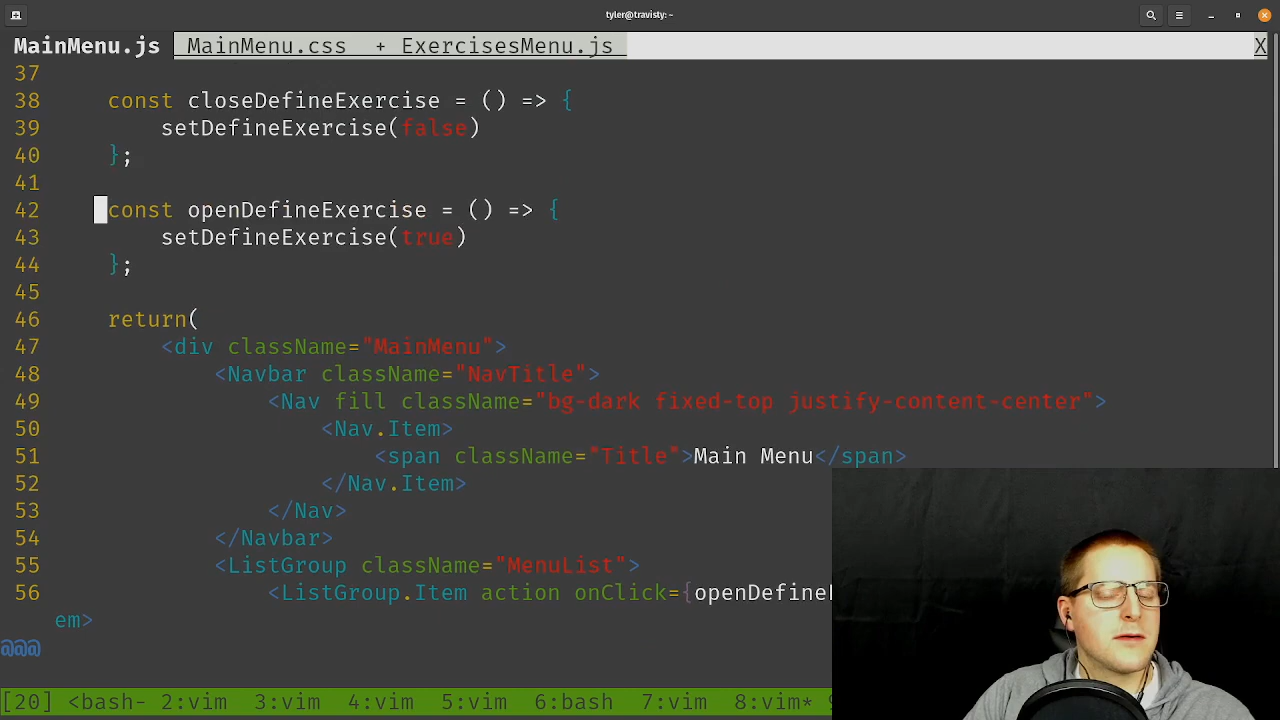 tyler@travisty: ~
MainMenu.js  MainMenu.css  + ExercisesMenu.js  X
37
38    const closeDefineExercise = () => {
39        setDefineExercise(false)
40    };
41
42    const openDefineExercise = () => {
43        setDefineExercise(true)
44    };
45
46    return(
47        <div className="MainMenu">
48            <Navbar className="NavTitle">
49                <Nav fill className="bg-dark fixed-top justify-content-center">
50                    <Nav.Item>
51                        <span className="Title">Main Menu</span>
52                    </Nav.Item>
53                </Nav>
54            </Navbar>
55            <ListGroup className="MenuList">
56                <ListGroup.Item action onClick={openDefine
em>
@@@
[20] <bash- 2:vim  3:vim  4:vim  5:vim  6:bash  7:vim  8:vim*